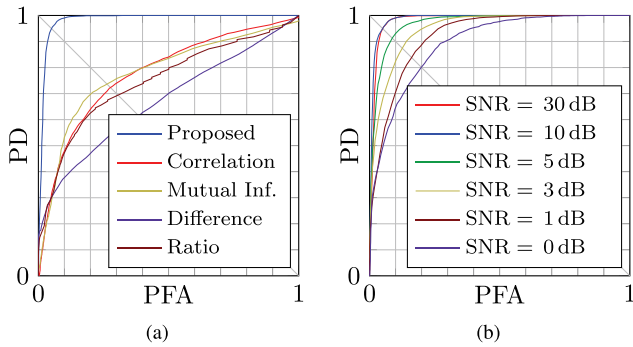 1
PD
0
0
PFA
1
Proposed
Correlation
Mutual Inf.
Difference
Ratio
(a)
1
PD
0
0
PFA
1
SNR = 30 dB
SNR = 10 dB
SNR = 5 dB
SNR = 3 dB
SNR = 1 dB
SNR = 0 dB
(b)